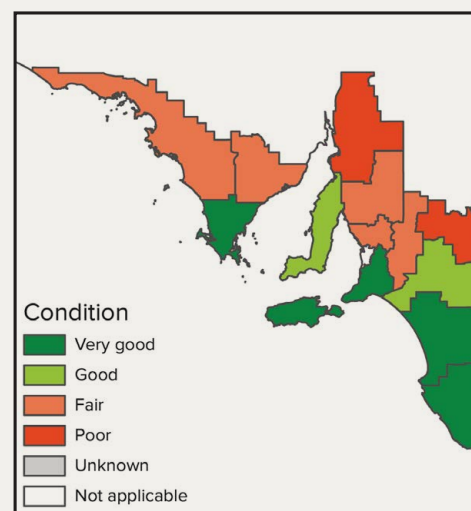 Condition
Very good
Good
Fair
Poor
Unknown
Not applicable